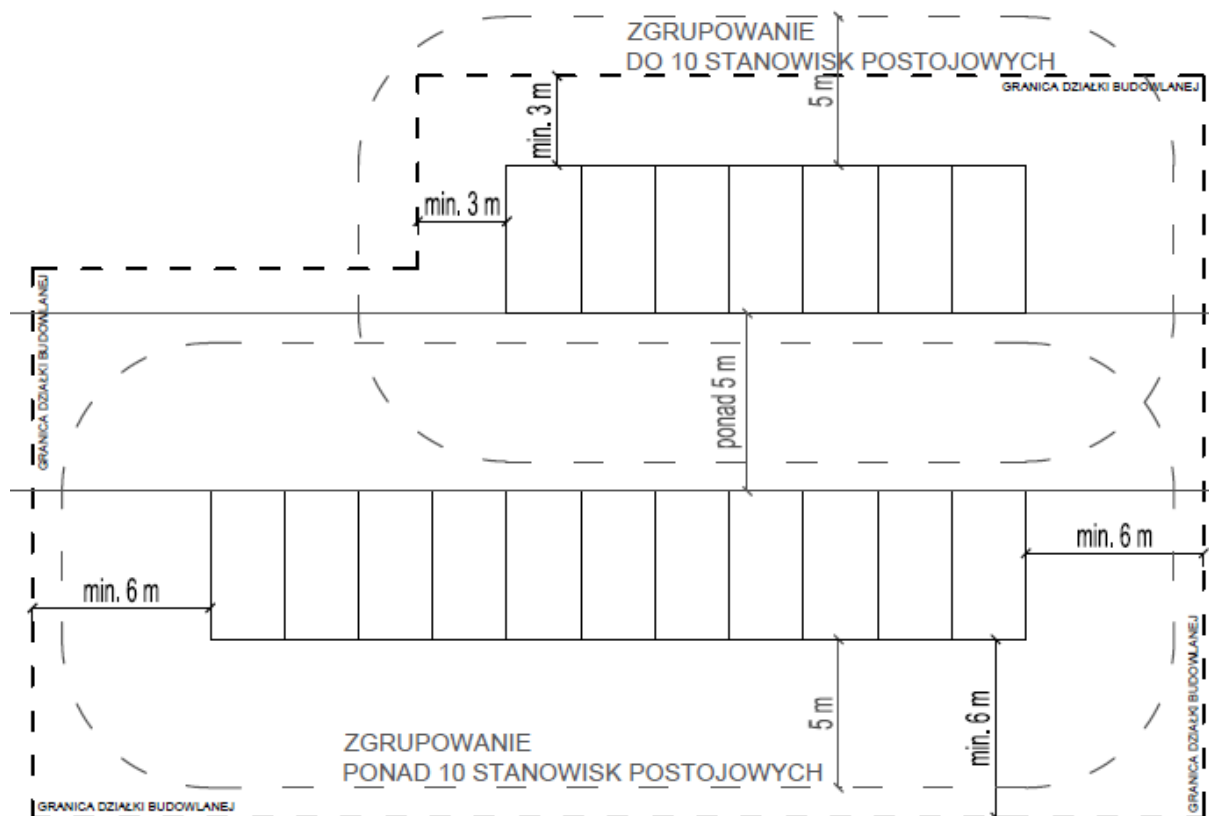 ZGRUPOWANIE
DO 10 STANOWISK POSTOJOWYCH
GRANICA DZIAŁKI BUDOWLANEJ
min. 3 m
5 m
min. 3 m
GRANICA DZIAŁKI BUDOWLANEJ
ponad 5 m
min. 6 m
min. 6 m
5 m
min. 6 m
GRANICA DZIAŁKI BUDOWLANEJ
ZGRUPOWANIE
PONAD 10 STANOWISK POSTOJOWYCH
GRANICA DZIAŁKI BUDOWLANEJ